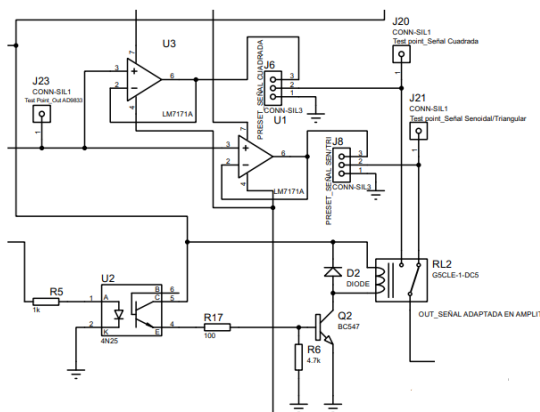 J20
CONN-SIL1
Test point_Señal Cuadrada
1
U3
7
3
2
6
4
LM7171A
J6
3
2
1
CONN-SIL3
PRESET_SEÑAL CUADRADA
J23
CONN-SIL1
Test Point_Out AD9833
1
J21
CONN-SIL1
Test point_Señal Senoidal/Triangular
1
U1
7
3
2
6
4
LM7171A
J8
3
2
1
CONN-SIL3
PRESET_SEÑAL SEN/TRI
RL2
G5CLE-1-DC5
D2
DIODE
U2
A
K
B
C
E
1
2
6
5
4
4N25
R5
1k
R17
100
Q2
BC547
R6
4.7k
OUT_SEÑAL ADAPTADA EN AMPLIT